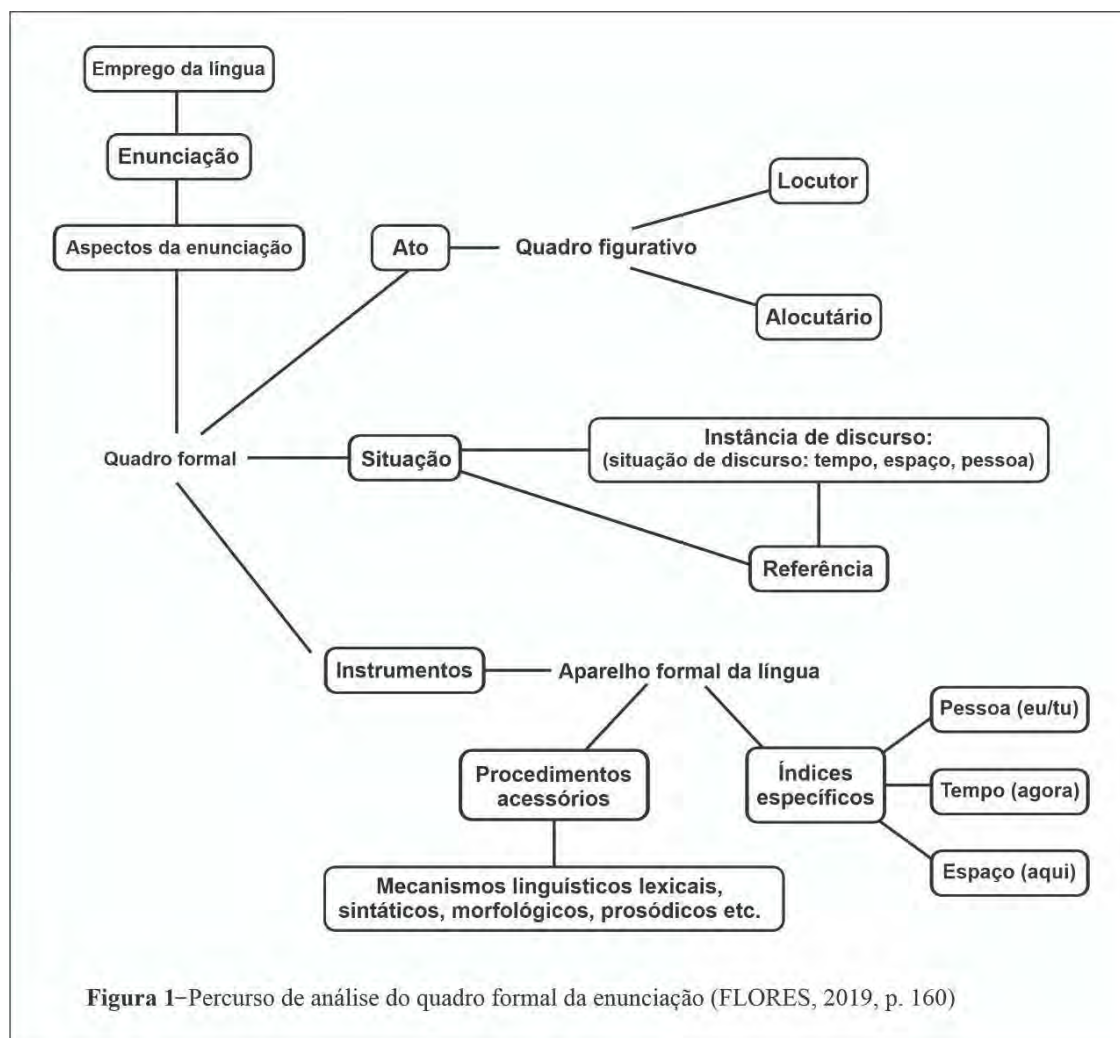 Emprego da língua
Enunciação
Aspectos da enunciação
Ato
Quadro figurativo
Locutor
Alocutário
Quadro formal
Situação
Instância de discurso:
(situação de discurso: tempo, espaço, pessoa)
Referência
Instrumentos
Aparelho formal da língua
Procedimentos
acessórios
Mecanismos linguísticos lexicais,
sintáticos, morfológicos, prosódicos etc.
Índices
específicos
Pessoa (eu/tu)
Tempo (agora)
Espaço (aqui)
Figura 1–Percurso de análise do quadro formal da enunciação (FLORES, 2019, p. 160)